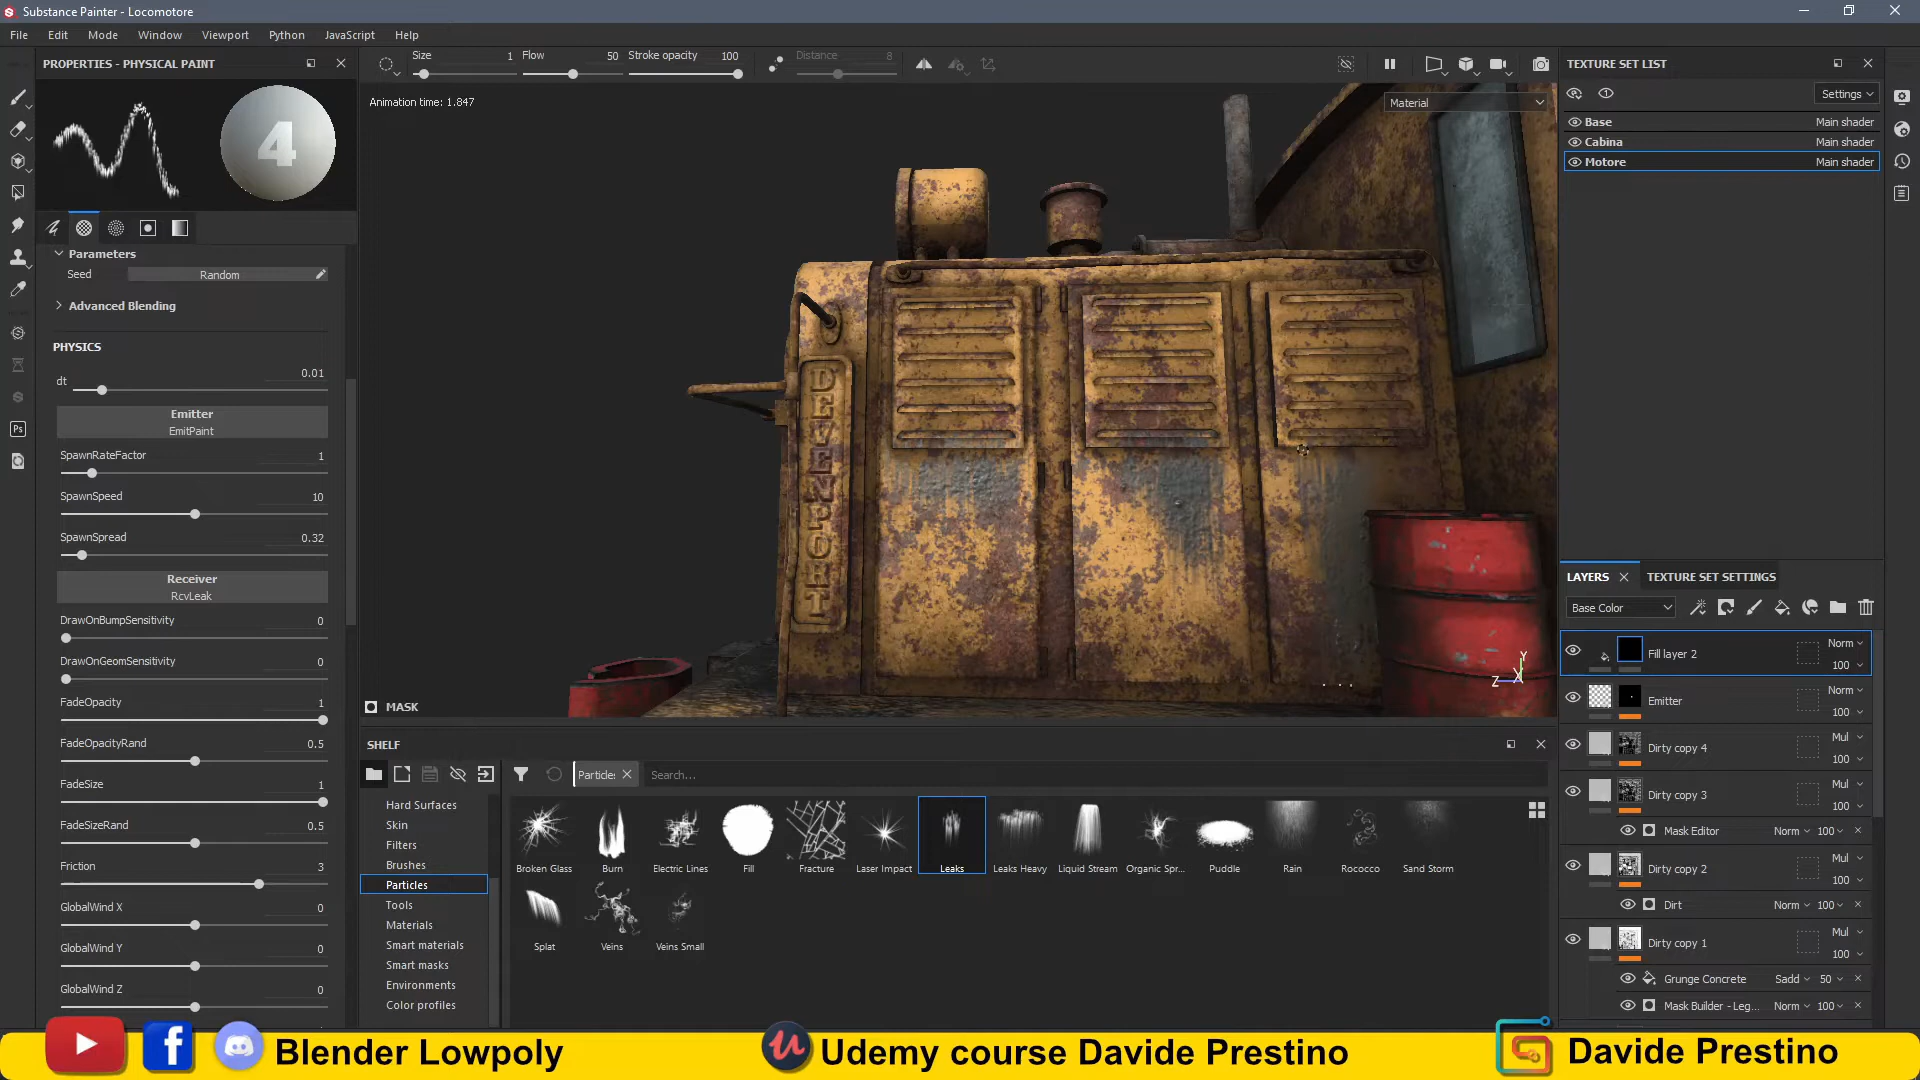 Substance Painter - Locomotore
File Edit Mode Window Viewport Python JavaScript Help
PROPERTIES - PHYSICAL PAINT
4
Parameters
Seed Random
Advanced Blending
PHYSICS
dt 0.01
Emitter
EmitPaint
SpawnRateFactor 1
SpawnSpeed 10
SpawnSpread 0.32
Receiver
RcvLeak
DrawOnBumpSensitivity 0
DrawOnGeomSensitivity 0
FadeOpacity 1
FadeOpacityRand 0.5
FadeSize 1
FadeSizeRand 0.5
Friction 3
GlobalWind X 0
GlobalWind Y 0
GlobalWind Z 0
Size 1 Flow 50 Stroke opacity 100 Distance 8
Animation time: 1.847
Material
DEVENPORT
Y
Z X
MASK
SHELF
Particles Search...
Hard Surfaces
Skin
Filters
Brushes
Particles
Tools
Materials
Smart materials
Smart masks
Environments
Color profiles
Broken Glass Burn Electric Lines Fill Fracture Laser Impact Leaks Leaks Heavy Liquid Stream Organic Spr... Puddle Rain Rococco Sand Storm
Splat Veins Veins Small
TEXTURE SET LIST
Settings
Base Main shader
Cabina Main shader
Motore Main shader
LAYERS TEXTURE SET SETTINGS
Base Color
Fill layer 2 Norm 100
Emitter Norm 100
Dirty copy 4 Mul 100
Dirty copy 3 Mul 100
Mask Editor Norm 100
Dirty copy 2 Mul 100
Dirt Norm 100
Dirty copy 1 Mul 100
Grunge Concrete Sadd 50
Mask Builder - Leg... Norm 100
Ps
Blender Lowpoly
Udemy course Davide Prestino
Davide Prestino